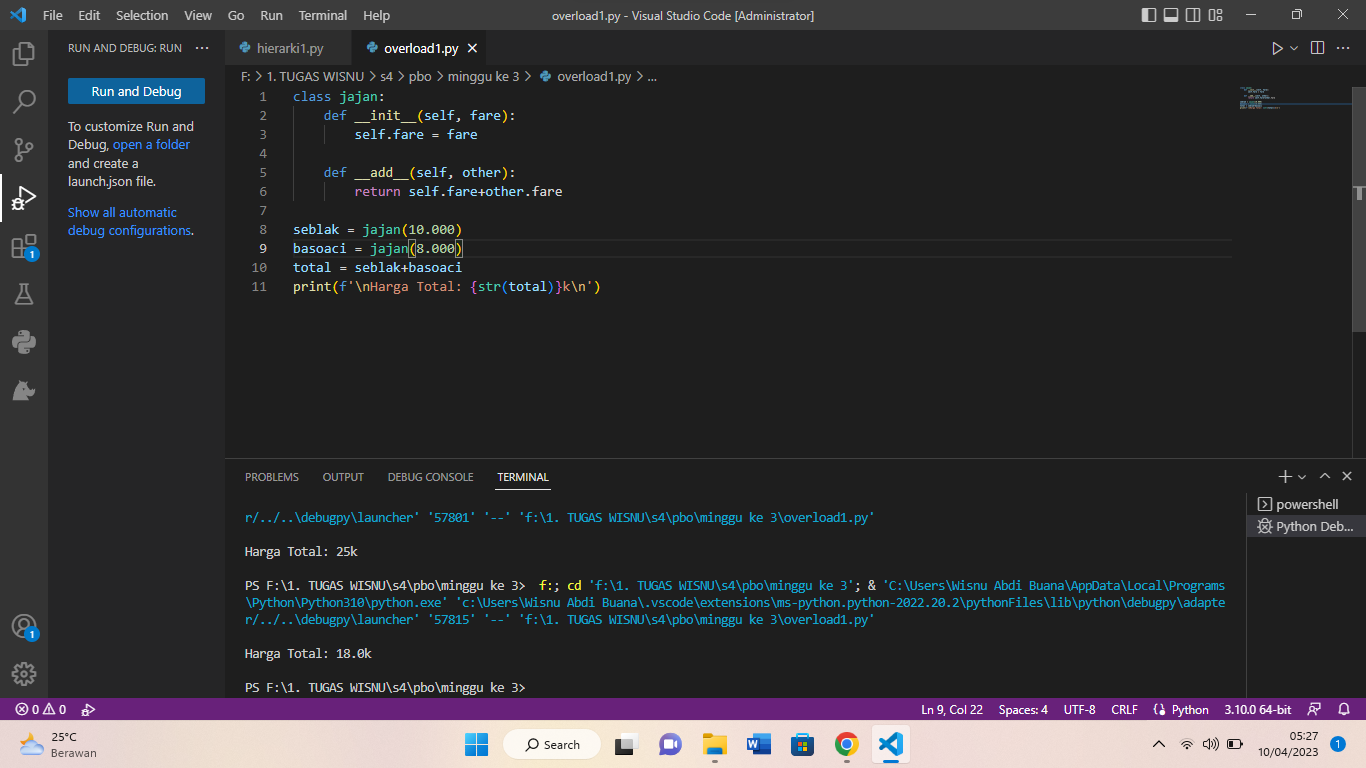 File Edit Selection View Go Run Terminal Help
overload1.py - Visual Studio Code [Administrator]
RUN AND DEBUG: RUN ···
Run and Debug
To customize Run and
Debug, open a folder
and create a
launch.json file.
Show all automatic
debug configurations.
1
1
hierarki1.py
overload1.py
F: > 1. TUGAS WISNU > s4 > pbo > minggu ke 3 > overload1.py > ...
1 class jajan:
2     def __init__(self, fare):
3         self.fare = fare
4
5     def __add__(self, other):
6         return self.fare+other.fare
7
8 seblak = jajan(10.000)
9 basoaci = jajan(8.000)
10 total = seblak+basoaci
11 print(f'\nHarga Total: {str(total)}k\n')
PROBLEMS OUTPUT DEBUG CONSOLE TERMINAL
r/../..\debugpy\launcher' '57801' '--' 'f:\1. TUGAS WISNU\s4\pbo\minggu ke 3\overload1.py'
Harga Total: 25k
PS F:\1. TUGAS WISNU\s4\pbo\minggu ke 3>  f:; cd 'f:\1. TUGAS WISNU\s4\pbo\minggu ke 3'; & 'C:\Users\Wisnu Abdi Buana\AppData\Local\Programs
\Python\Python310\python.exe' 'c:\Users\Wisnu Abdi Buana\.vscode\extensions\ms-python.python-2022.20.2\pythonFiles\lib\python\debugpy\adapte
r/../..\debugpy\launcher' '57815' '--' 'f:\1. TUGAS WISNU\s4\pbo\minggu ke 3\overload1.py'
Harga Total: 18.0k
PS F:\1. TUGAS WISNU\s4\pbo\minggu ke 3>
powershell
Python Deb...
0 0
Ln 9, Col 22 Spaces: 4 UTF-8 CRLF Python 3.10.0 64-bit
25°C
Berawan
Search
05:27
10/04/2023
1